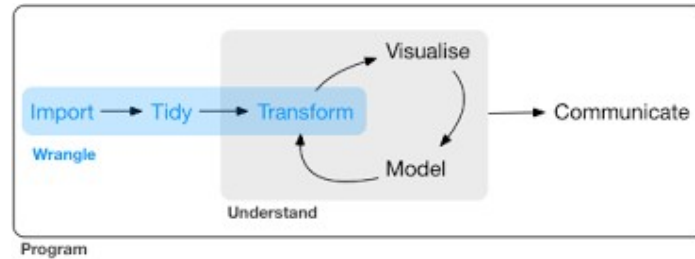 Visualise
Import Tidy Transform Communicate
Wrangle
Model
Understand
Program